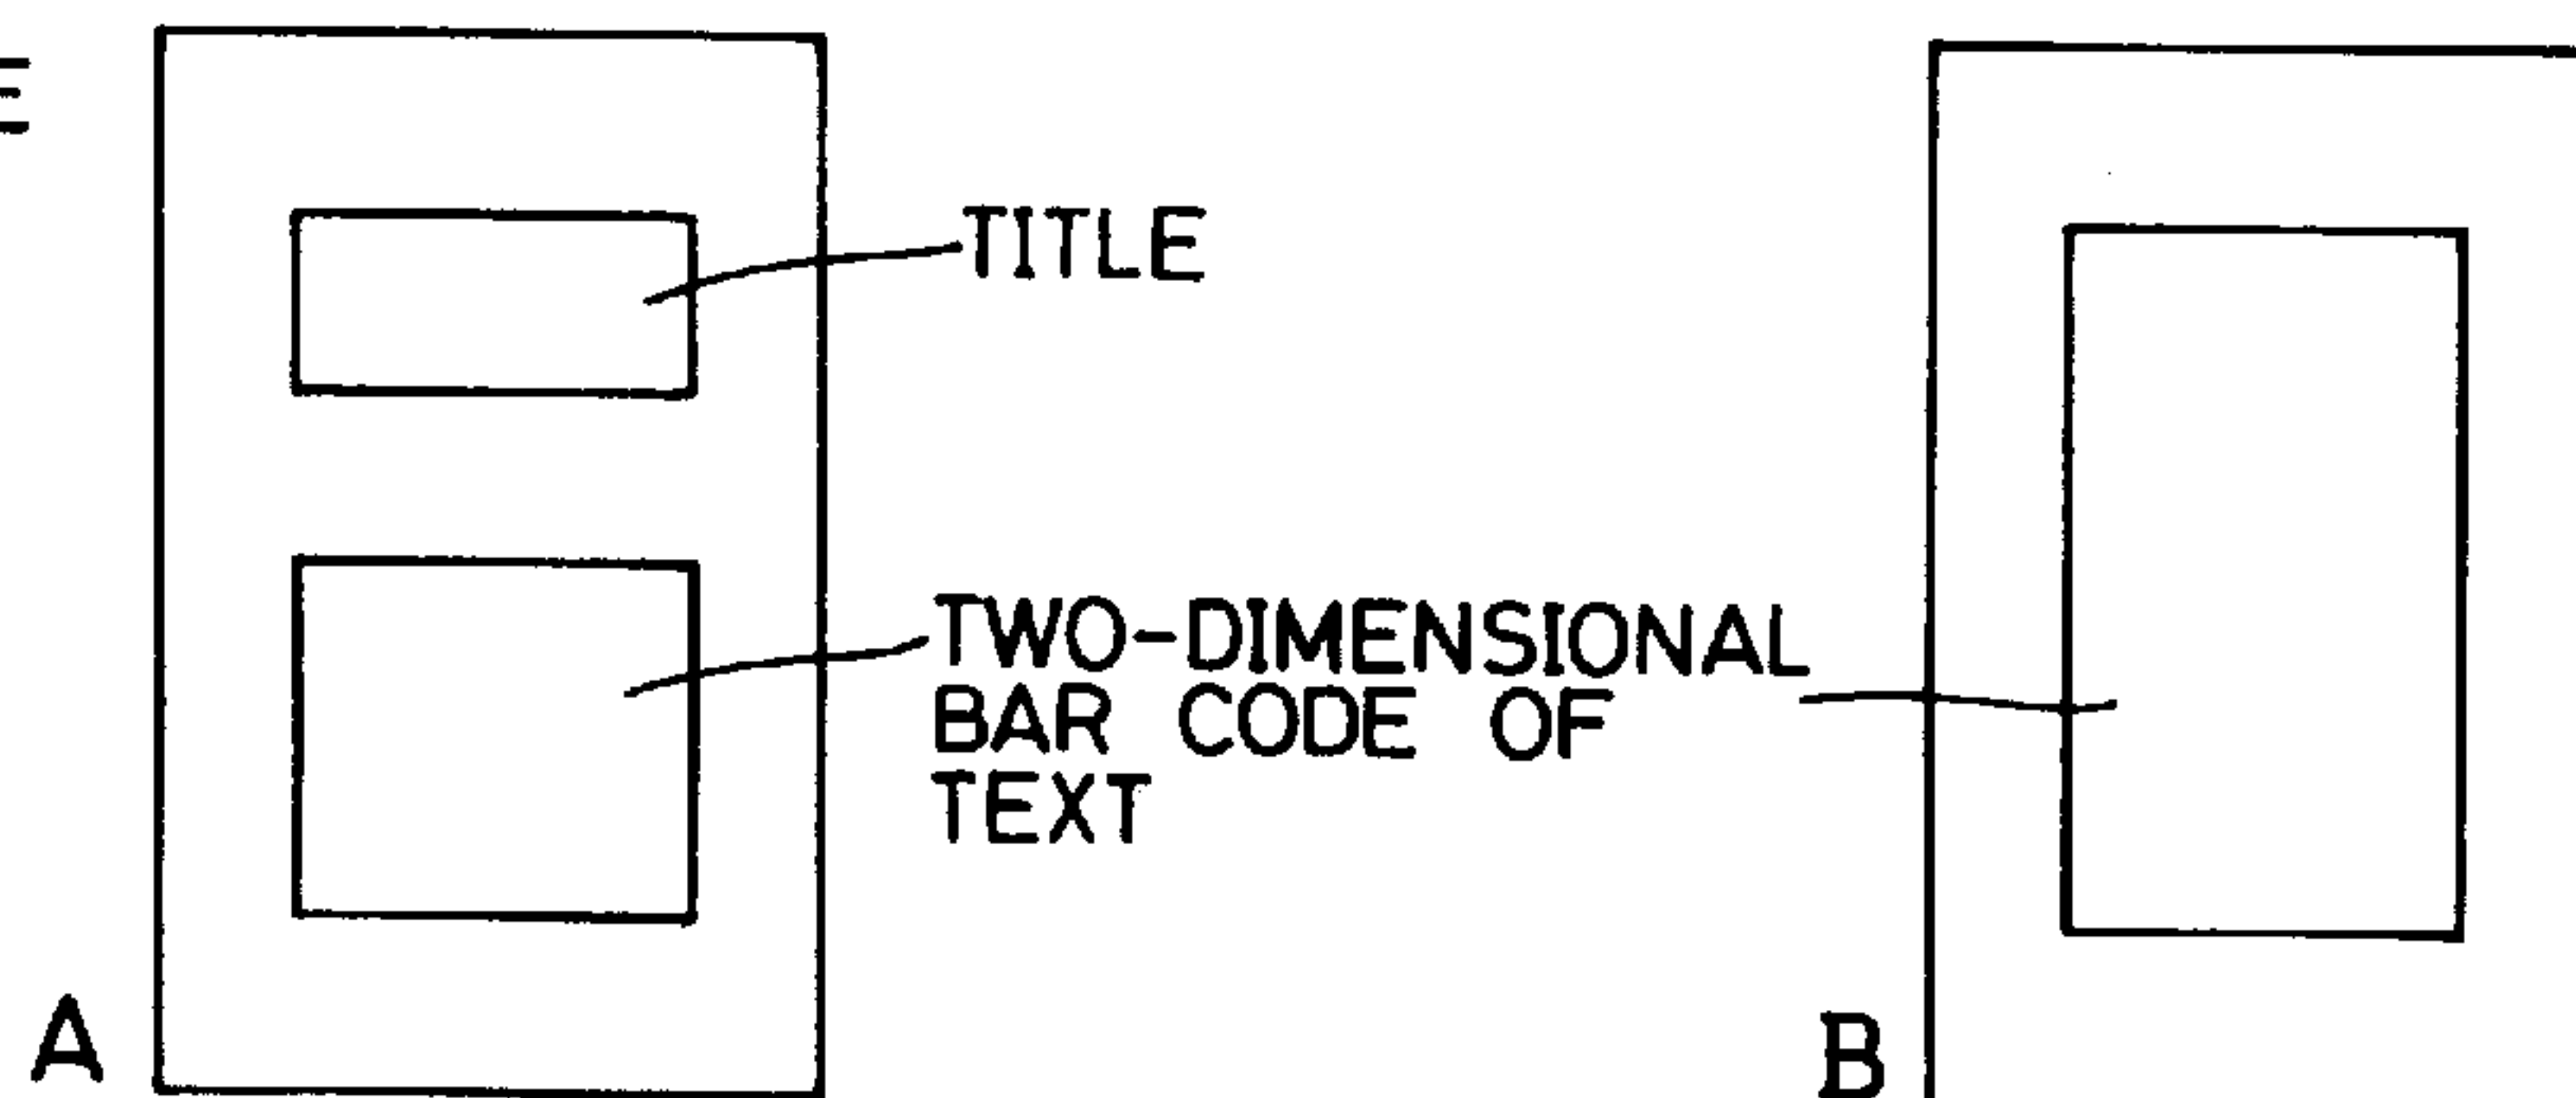 TITLE
TWO-DIMENSIONAL
BAR CODE OF
TEXT
A
B